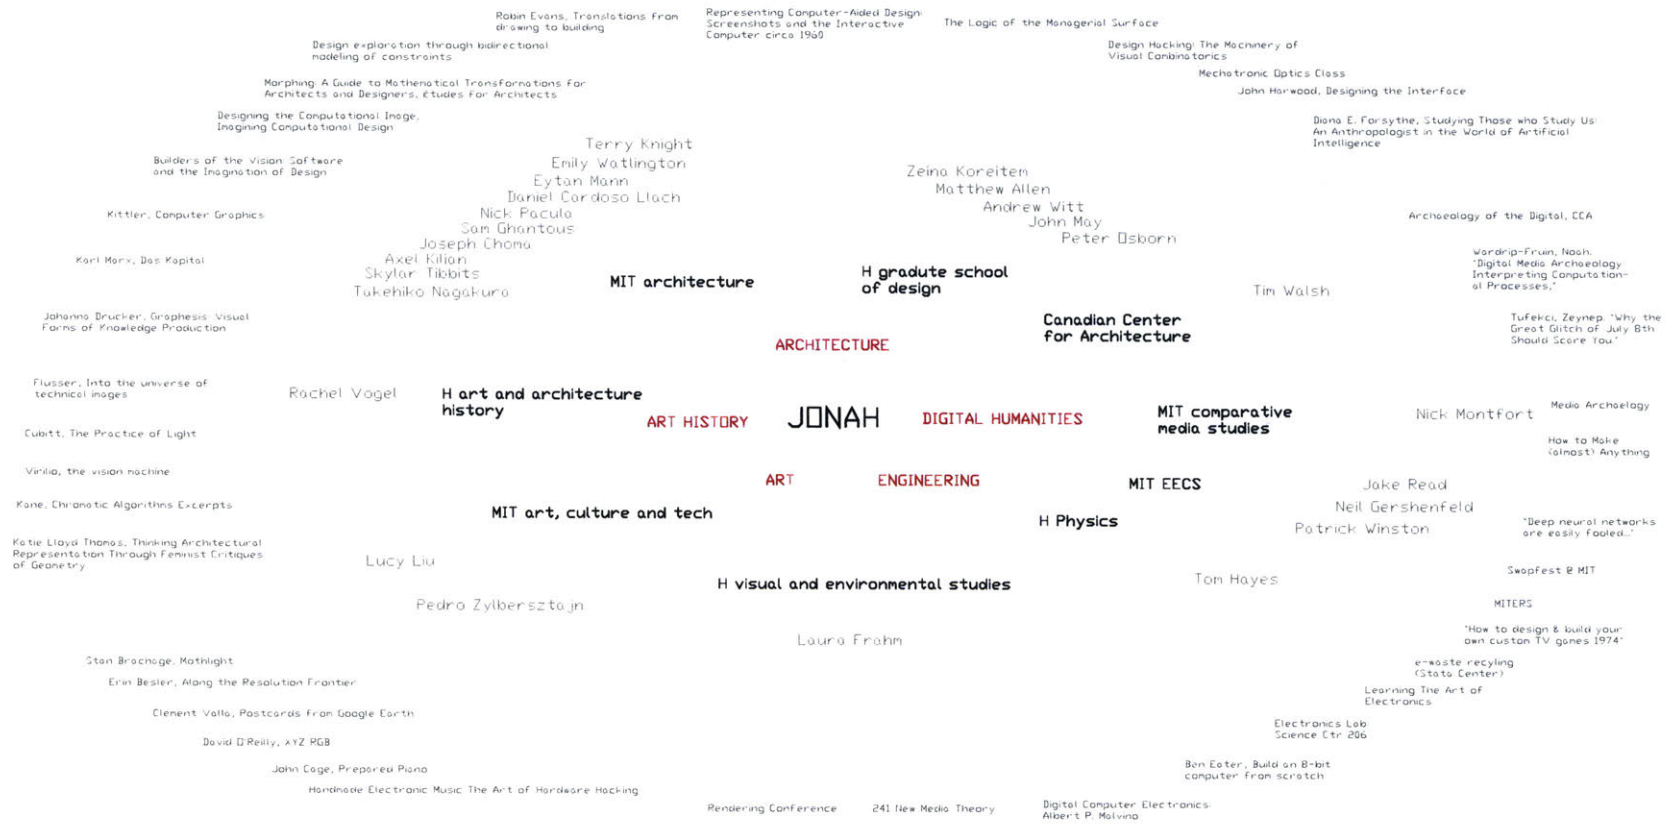 Robin Evans, Translations from
drawing to building
Representing Computer-Aided Design:
Screenshots and the Interactive
Computer circa 1960
The Logic of the Managerial Surface
Design exploration through bidirectional
modeling of constraints
Design Hacking: The Machinery of
Visual Combinatorics
Mechatronic Optics Class
Morphing: A Guide to Mathematical Transformations for
Architects and Designers, Études for Architects
John Harwood, Designing the Interface
Designing the Computational Image,
Imagining Computational Design
Diana E. Forsythe, Studying Those who Study Us:
An Anthropologist in the World of Artificial
Intelligence
Builders of the Vision: Software
and the Imagination of Design
Terry Knight
Emily Watlington
Eytan Mann
Daniel Cardoso Llach
Nick Pacula
Sam Ghantous
Joseph Choma
Axel Kilian
Skylar Tibbits
Takehiko Nagakura
Zeina Koreitem
Matthew Allen
Andrew Witt
John May
Peter Osborn
Kittler, Computer Graphics
Archaeology of the Digital, CCA
Karl Marx, Das Kapital
MIT architecture
H gradute school
of design
Tim Walsh
Wardrip-Fruin, Noah.
"Digital Media Archaeology
Interpreting Computation-
al Processes,"
Johanna Drucker, Graphesis: Visual
Forms of Knowledge Production
Canadian Center
for Architecture
Tufekci, Zeynep. "Why the
Great Glitch of July 8th
Should Scare You."
ARCHITECTURE
Flusser, Into the universe of
technical images
Rachel Vogel
H art and architecture
history
ART HISTORY
JONAH
DIGITAL HUMANITIES
MIT comparative
media studies
Nick Montfort
Media Archaelogy
Cubitt, The Practice of Light
How to Make
(almost) Anything
Virilio, the vision machine
ART
ENGINEERING
MIT EECS
Jake Read
Neil Gershenfeld
Patrick Winston
Kane, Chromatic Algorithms Excerpts
MIT art, culture and tech
H Physics
"Deep neural networks
are easily fooled..."
Katie Lloyd Thomas, Thinking Architectural
Representation Through Feminist Critiques
of Geometry
Lucy Liu
Swapfest @ MIT
H visual and environmental studies
Tom Hayes
Pedro Zylbersztajn
MITERS
Laura Frahm
"How to design & build your
own custom TV games 1974"
Stan Brachage, Mothlight
e-waste recyling
(Stata Center)
Erin Besler, Along the Resolution Frontier
Learning The Art of
Electronics
Clement Valla, Postcards from Google Earth
Electronics Lab
Science Ctr 206
David O'Reilly, XYZ RGB
John Cage, Prepared Piano
Ben Eater, Build an 8-bit
computer from scratch
Handmade Electronic Music The Art of Hardware Hacking
Rendering Conference
241 New Media Theory
Digital Computer Electronics
Albert P. Malvino